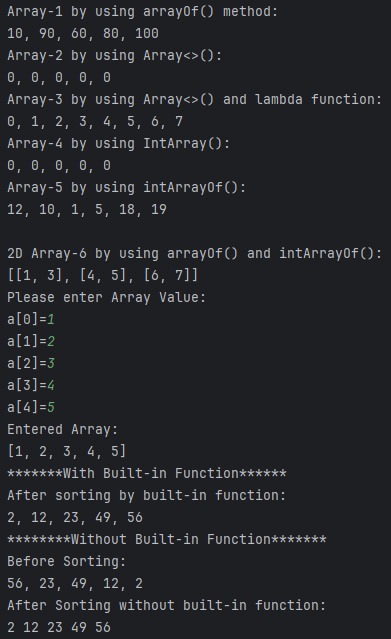 Array-1 by using arrayOf() method:
10, 90, 60, 80, 100
Array-2 by using Array<>():
0, 0, 0, 0, 0
Array-3 by using Array<>() and lambda function:
0, 1, 2, 3, 4, 5, 6, 7
Array-4 by using IntArray():
0, 0, 0, 0, 0
Array-5 by using intArrayOf():
12, 10, 1, 5, 18, 19
2D Array-6 by using arrayOf() and intArrayOf():
[[1, 3], [4, 5], [6, 7]]
Please enter Array Value:
a[0]=1
a[1]=2
a[2]=3
a[3]=4
a[4]=5
Entered Array:
[1, 2, 3, 4, 5]
*******With Built-in Function******
After sorting by built-in function:
2, 12, 23, 49, 56
********Without Built-in Function*******
Before Sorting:
56, 23, 49, 12, 2
After Sorting without built-in function:
2 12 23 49 56